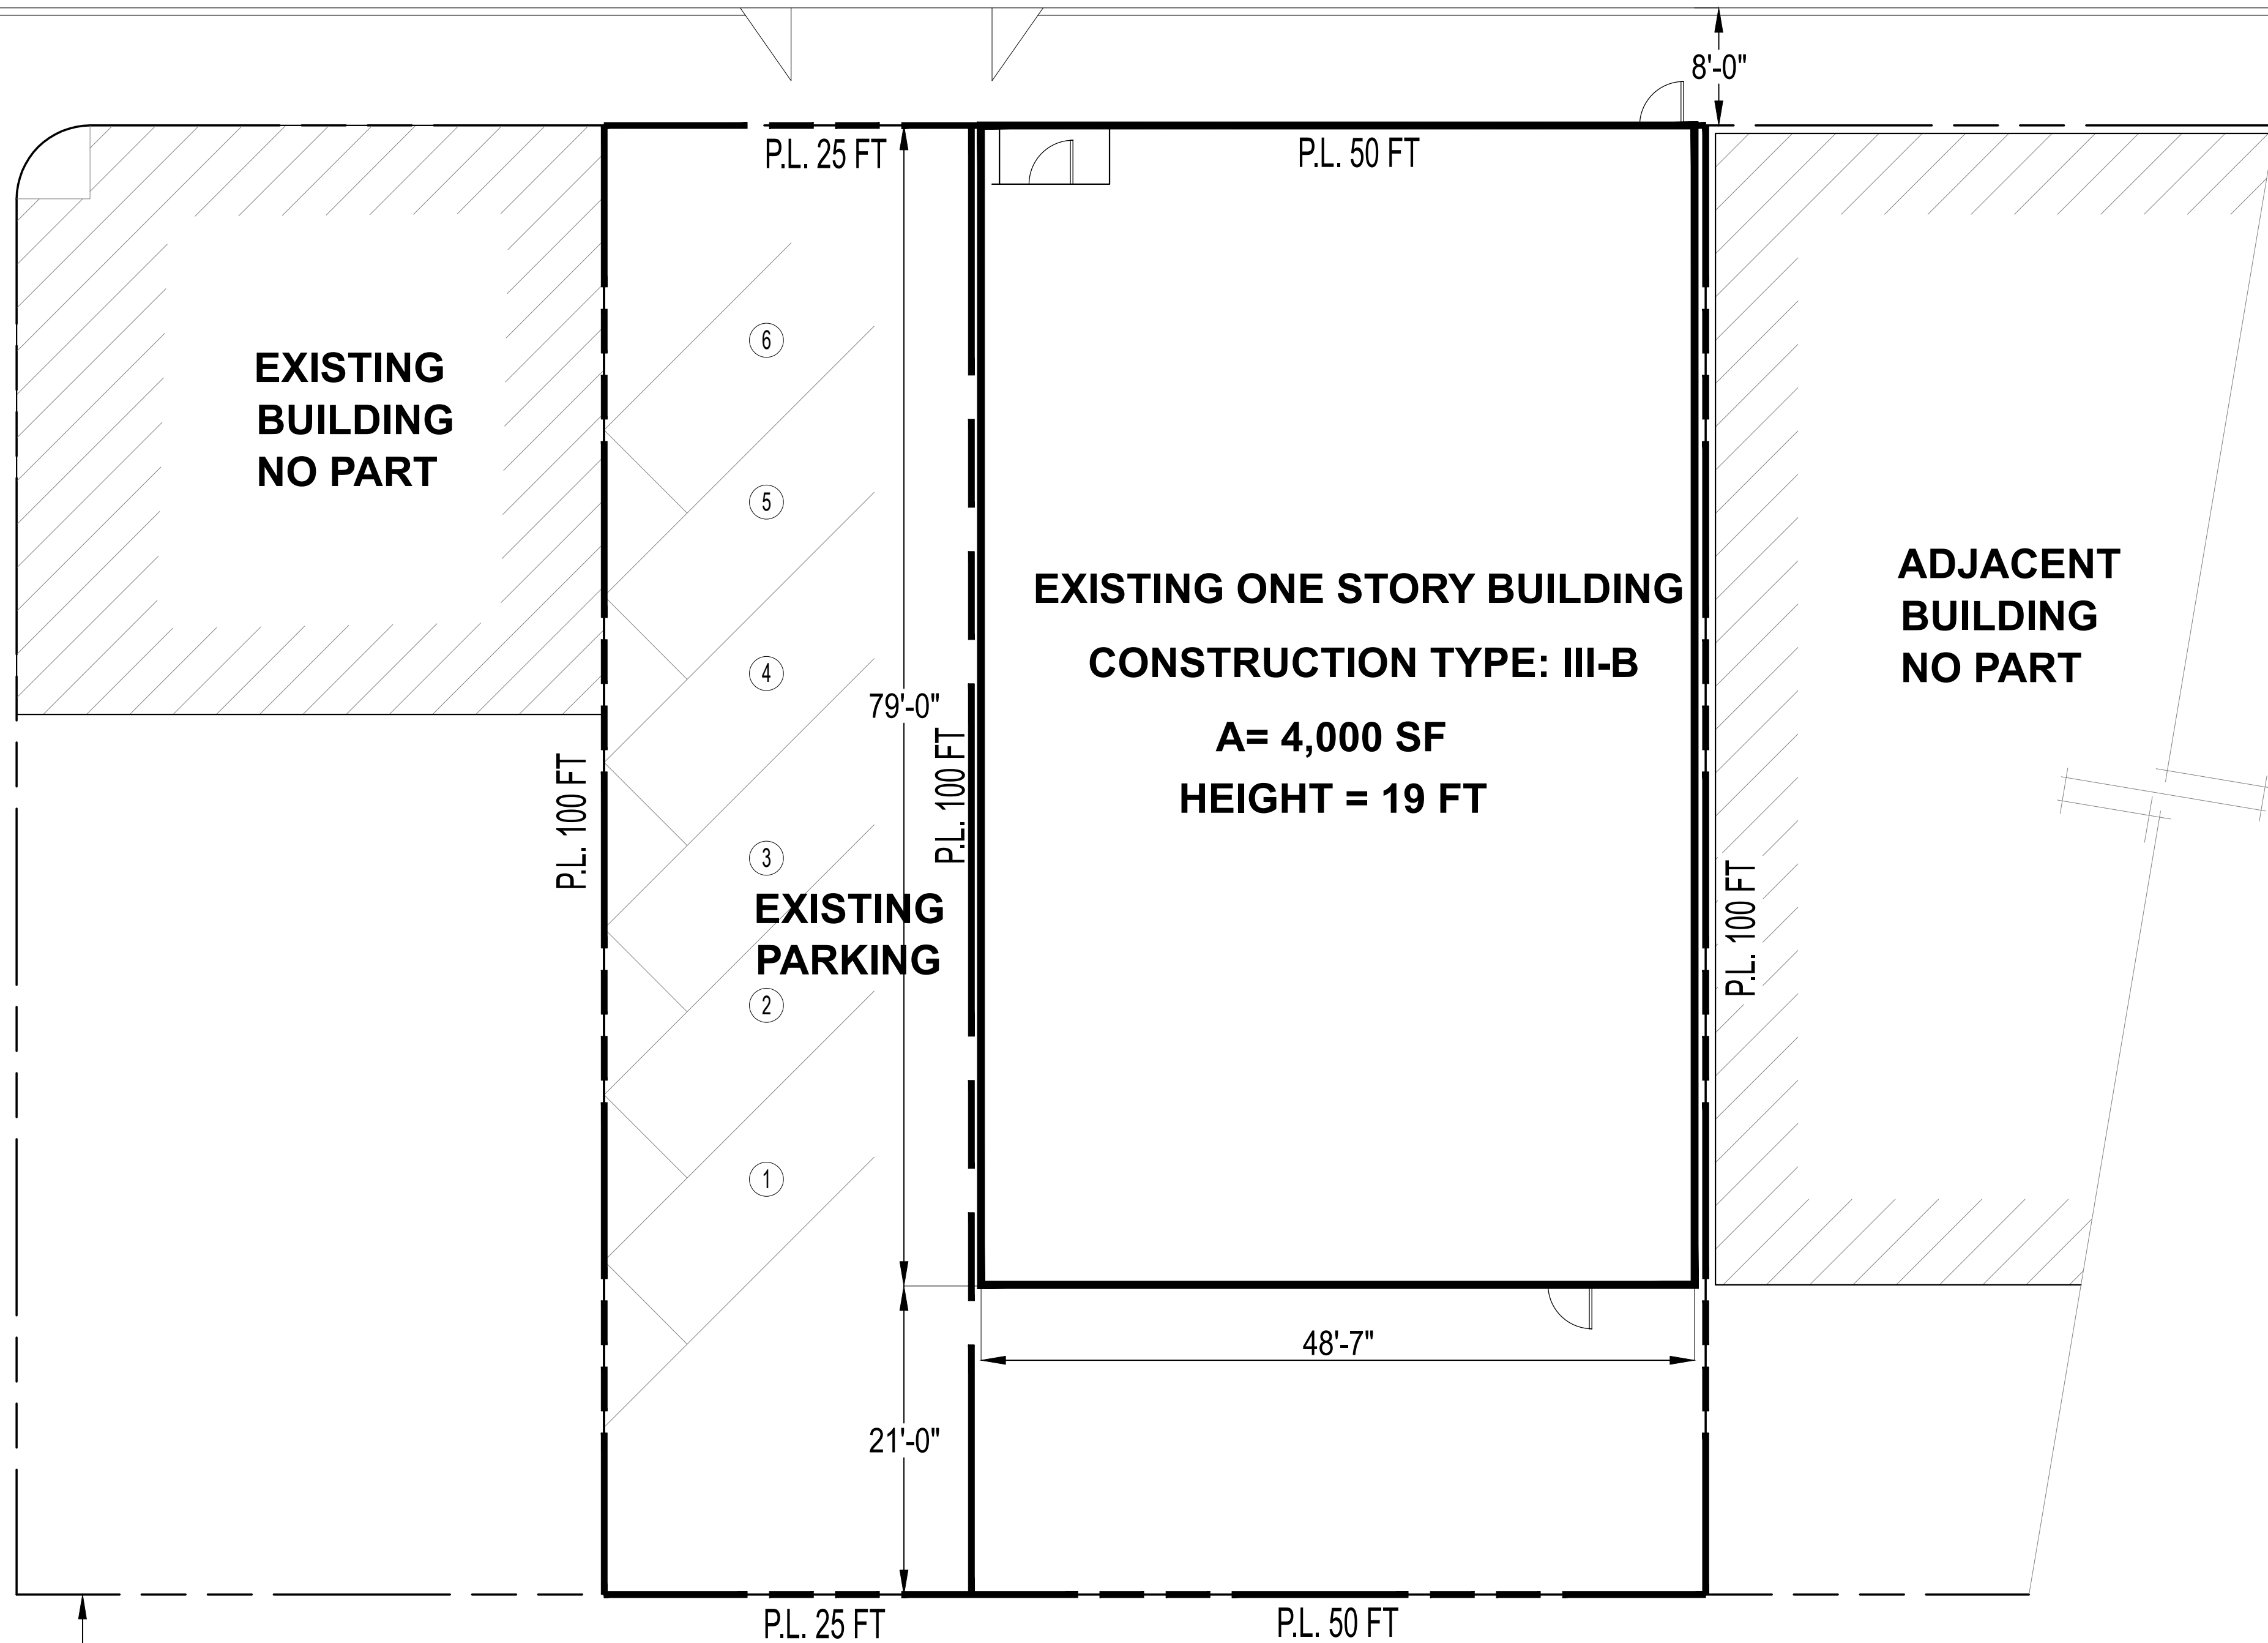 8'-0"
P.L. 25 FT
P.L. 50 FT
6
EXISTING
BUILDING
NO PART
5
EXISTING ONE STORY BUILDING
CONSTRUCTION TYPE: III-B
A= 4,000 SF
HEIGHT = 19 FT
ADJACENT
BUILDING
NO PART
4
79'-0"
P.L. 100 FT
P.L. 100 FT
P.L. 100 FT
3
EXISTING
PARKING
2
1
48'-7"
21'-0"
P.L. 25 FT
P.L. 50 FT